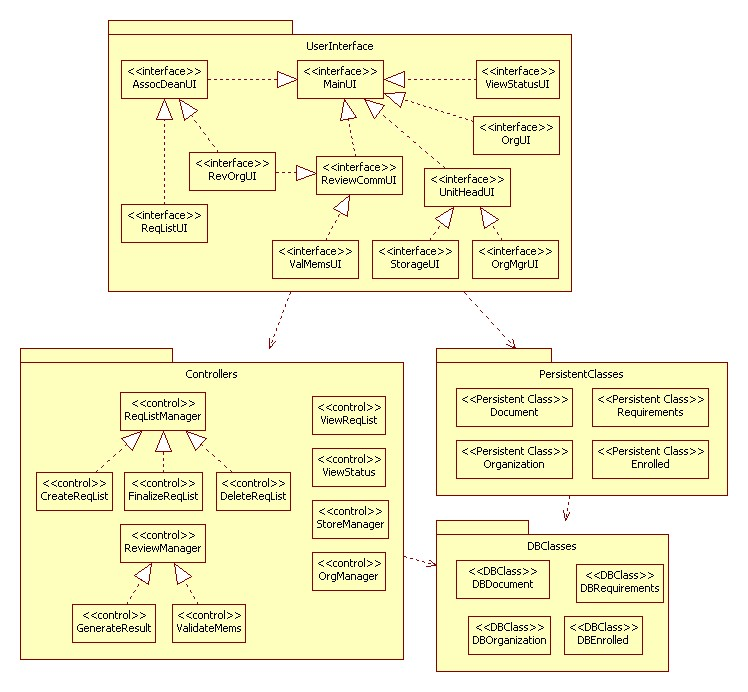 UserInterface
<<interface>>
AssocDeanUI
<<interface>>
MainUI
<<interface>>
ViewStatusUI
<<interface>>
OrgUI
<<interface>>
RevOrgUI
<<interface>>
ReviewCommUI
<<interface>>
UnitHeadUI
<<interface>>
ReqListUI
<<interface>>
ValMemsUI
<<interface>>
StorageUI
<<interface>>
OrgMgrUI
Controllers
<<control>>
ReqListManager
<<control>>
ViewReqList
<<control>>
CreateReqList
<<control>>
FinalizeReqList
<<control>>
DeleteReqList
<<control>>
ViewStatus
<<control>>
StoreManager
<<control>>
ReviewManager
<<control>>
OrgManager
<<control>>
GenerateResult
<<control>>
ValidateMems
PersistentClasses
<<Persistent Class>>
Document
<<Persistent Class>>
Requirements
<<Persistent Class>>
Organization
<<Persistent Class>>
Enrolled
DBClasses
<<DBClass>>
DBDocument
<<DBClass>>
DBRequirements
<<DBClass>>
DBOrganization
<<DBClass>>
DBEnrolled